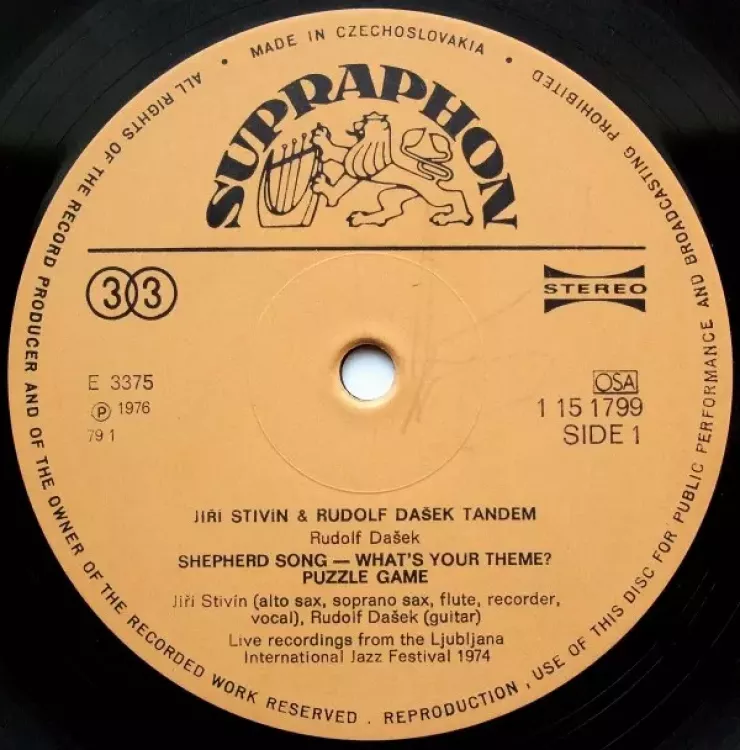 • MADE IN CZECHOSLOVAKIA •
ALL RIGHTS OF THE RECORD PRODUCER AND OF THE OWNER OF THE RECORDED WORK RESERVED . REPRODUCTION , USE OF THIS DISC FOR PUBLIC PERFORMANCE AND BROADCASTING PROHIBITED
SUPRAPHON
33
STEREO
E 3375
Ⓟ 1976
79 1
OSA
1 15 1799
SIDE 1
JIŘÍ STIVÍN & RUDOLF DAŠEK TANDEM
Rudolf Dašek
SHEPHERD SONG — WHAT'S YOUR THEME?
PUZZLE GAME
Jiří Stivín (alto sax, soprano sax, flute, recorder,
vocal), Rudolf Dašek (guitar)
Live recordings from the Ljubljana
International Jazz Festival 1974